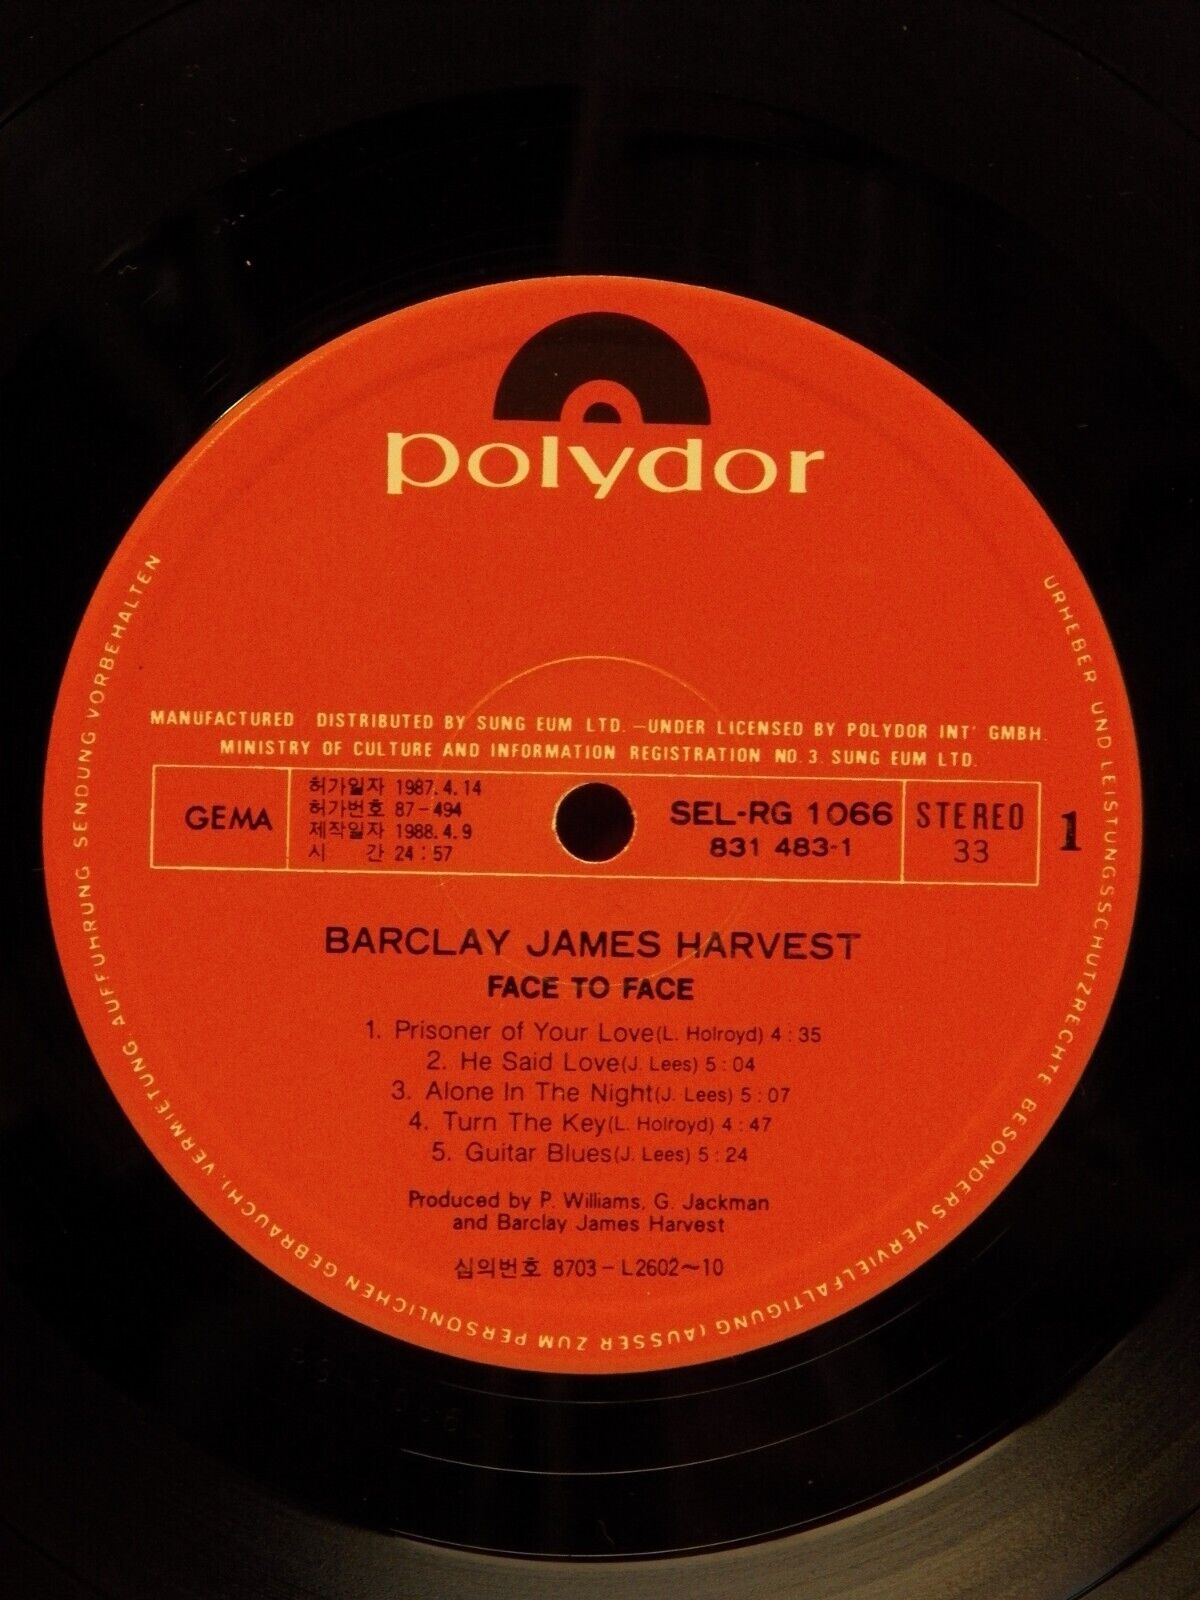 polydor
MANUFACTURED DISTRIBUTED BY SUNG EUM LTD. —UNDER LICENSED BY POLYDOR INT' GMBH.
MINISTRY OF CULTURE AND INFORMATION REGISTRATION NO. 3. SUNG EUM LTD.
GEMA
허가일자 1987.4.14
허가번호 87-494
제작일자 1988.4.9
시 간 24:57
SEL-RG 1066
831 483-1
STEREO
33
1
BARCLAY JAMES HARVEST
FACE TO FACE
1. Prisoner of Your Love(L. Holroyd) 4:35
2. He Said Love(J. Lees) 5:04
3. Alone In The Night(J. Lees) 5:07
4. Turn The Key(L. Holroyd) 4:47
5. Guitar Blues(J. Lees) 5:24
Produced by P. Williams, G. Jackman
and Barclay James Harvest
심의번호 8703-L2602~10
URHEBER UND LEISTUNGSSCHUTZRECHTE BESONDERS VERVIELFALTIGUNG (AUSSER ZUM PERSONLICHEN GEBRAUCH), VERMIETUNG, AUFFUHRUNG SENDUNG VORBEHALTEN